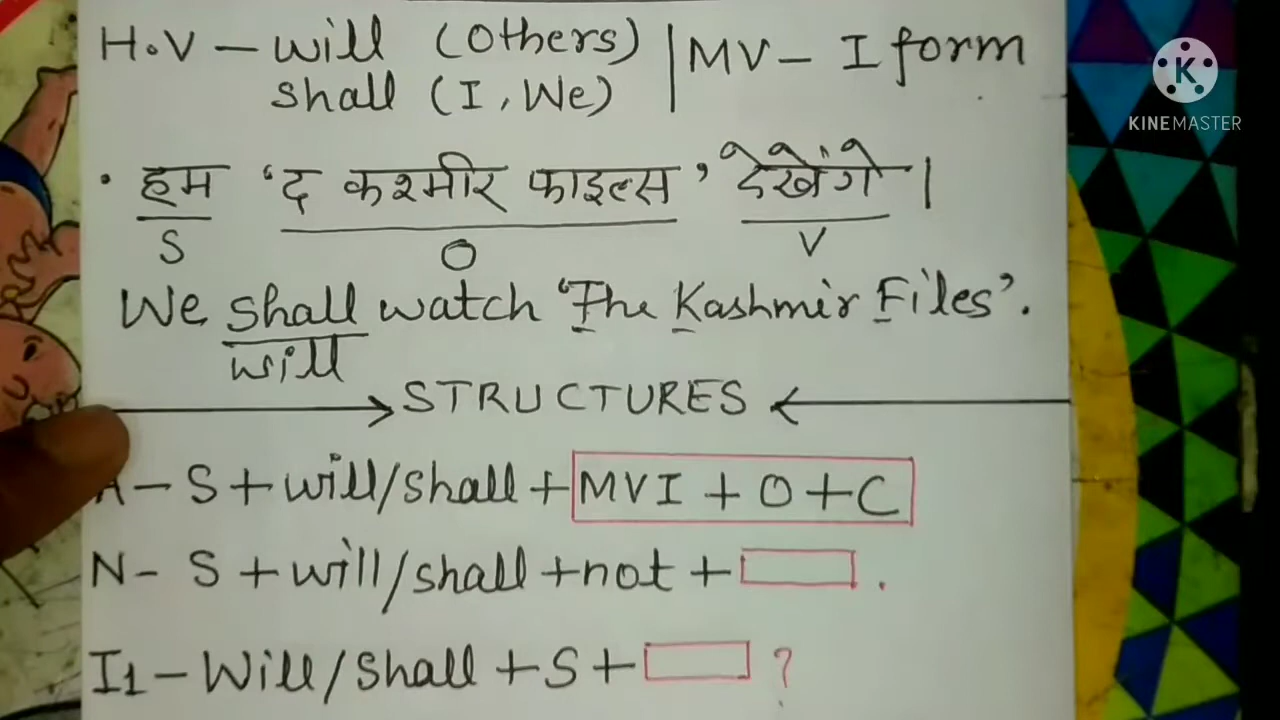 H.V — will (Others) | MV — I form
shall (I, We)
K
KINEMASTER
• हम ‘द कश्मीर फाइल्स’ देखेंगे।
S O V
We shall watch ‘The Kashmir Files’.
will
STRUCTURES
A — S + will/shall + MVI + O + C
N - S + will/shall + not + .
I1 — Will/Shall + S + ?